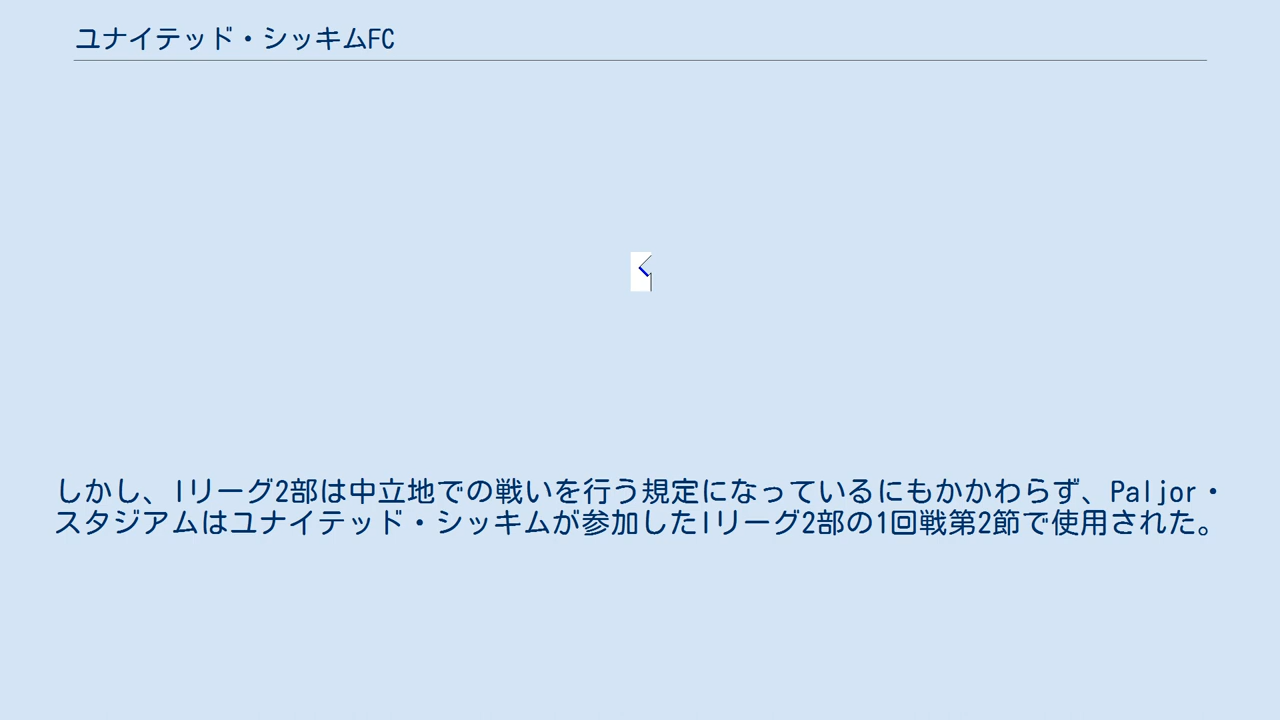 ユナイテッド・シッキムFC
しかし、Iリーグ2部は中立地での戦いを行う規定になっているにもかかわらず、Paljor・
スタジアムはユナイテッド・シッキムが参加したIリーグ2部の1回戦第2節で使用された。